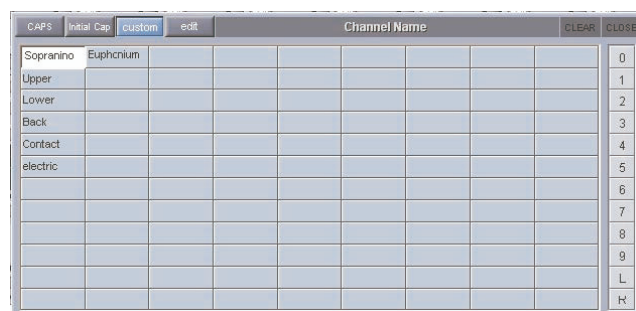 CAPS Initial Cap custom edit Channel Name CLEAR CLOSE
Sopranino Euphonium 0
Upper 1
Lower 2
Back 3
Contact 4
electric 5
6
7
8
9
L
R